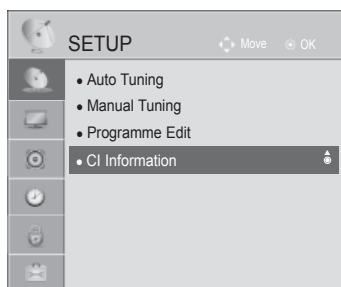 SETUP Move OK
Auto Tuning
Manual Tuning
Programme Edit
CI Information